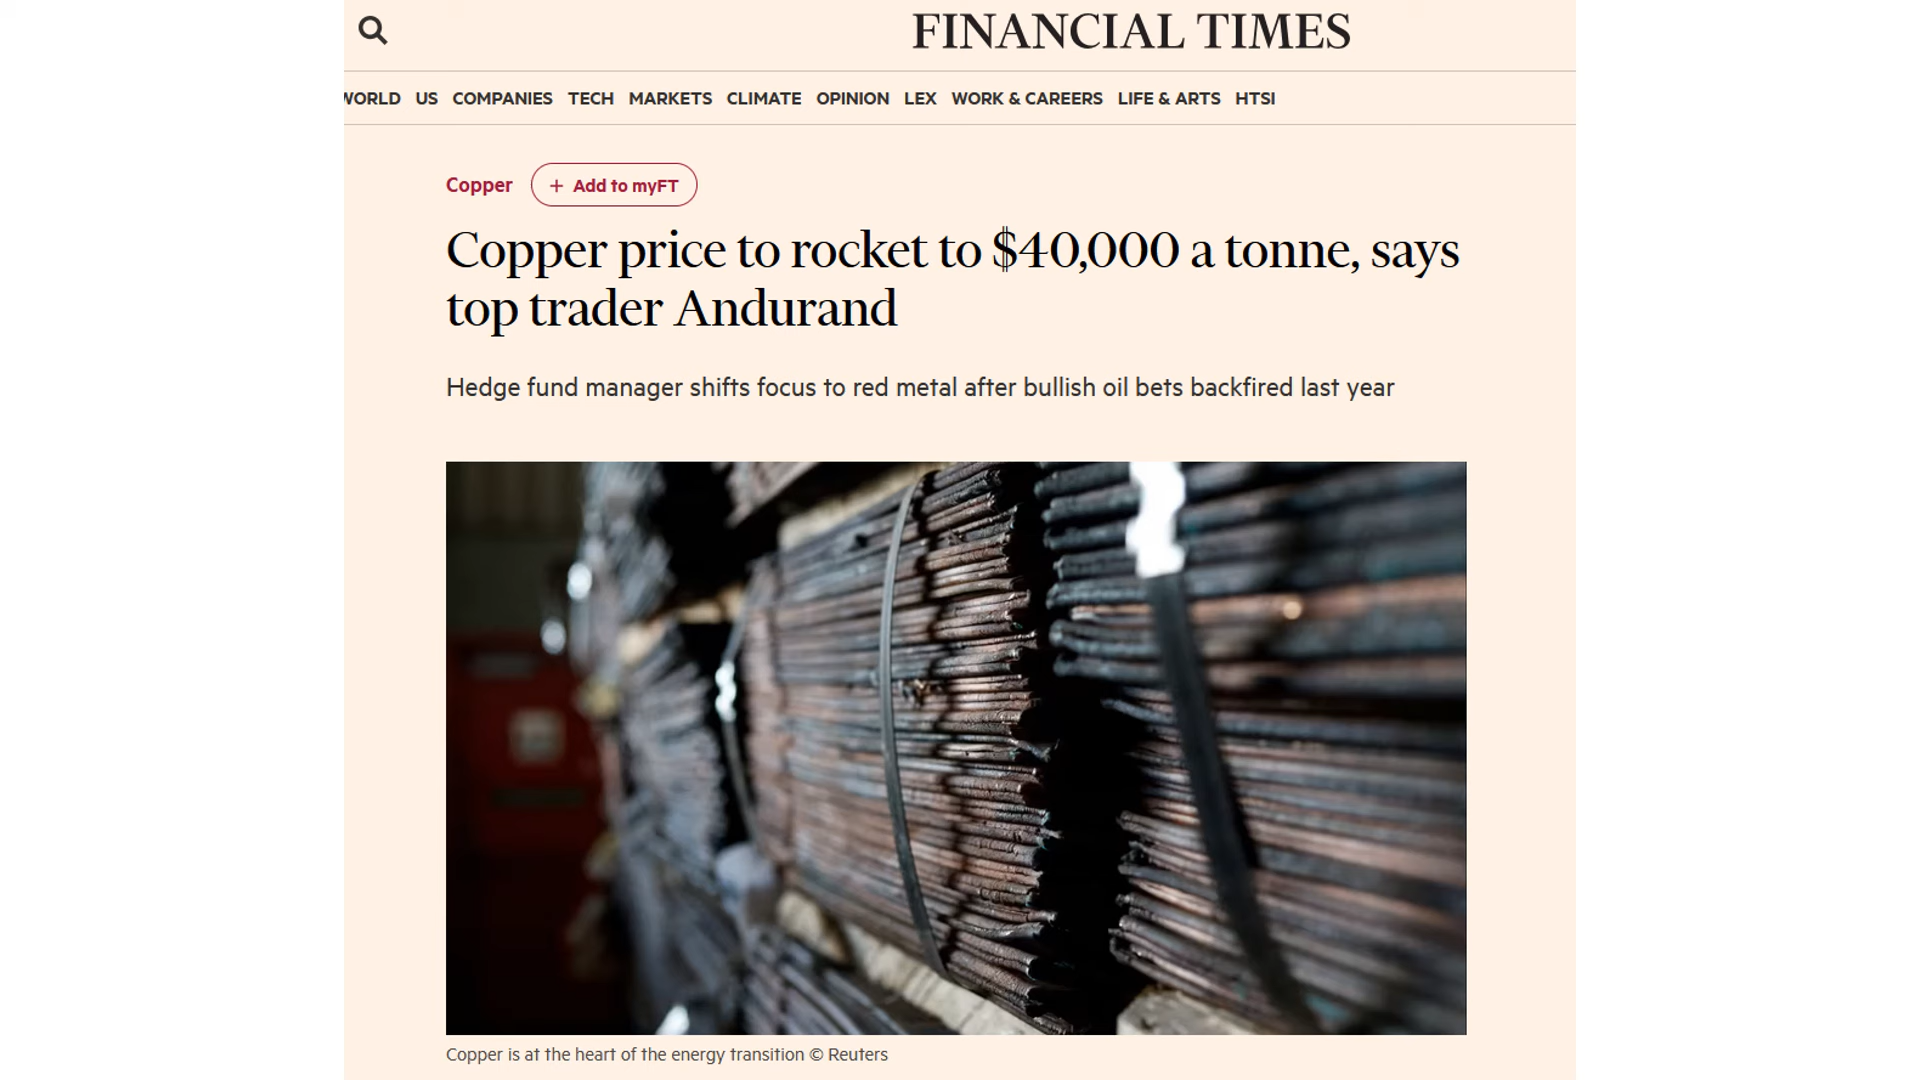 FINANCIAL TIMES
WORLD US COMPANIES TECH MARKETS CLIMATE OPINION LEX WORK & CAREERS LIFE & ARTS HTSI
Copper + Add to myFT
Copper price to rocket to $40,000 a tonne, says
top trader Andurand
Hedge fund manager shifts focus to red metal after bullish oil bets backfired last year
Copper is at the heart of the energy transition © Reuters